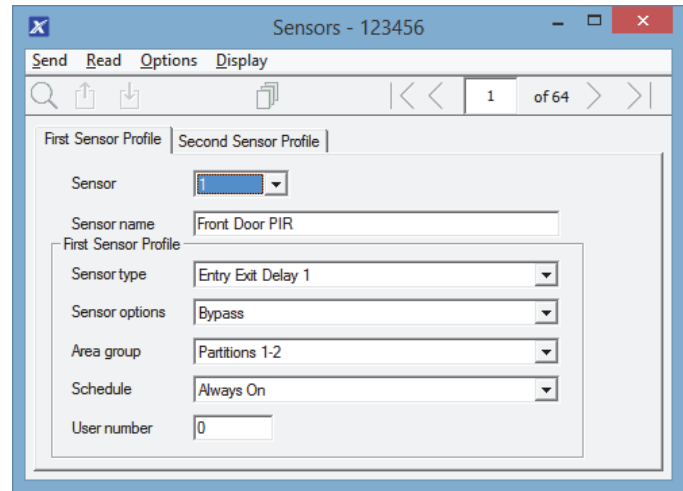 X
Sensors - 123456
Send Read Options Display
1 of 64
First Sensor Profile Second Sensor Profile
Sensor 1
Sensor name Front Door PIR
First Sensor Profile
Sensor type Entry Exit Delay 1
Sensor options Bypass
Area group Partitions 1-2
Schedule Always On
User number 0